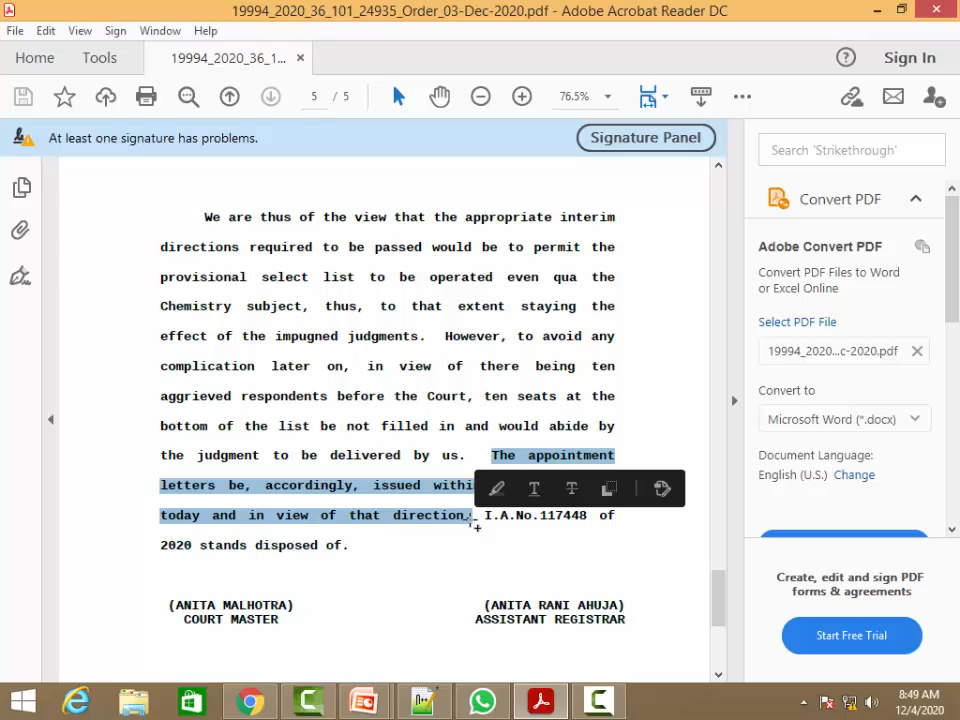 19994_2020_36_101_24935_Order_03-Dec-2020.pdf - Adobe Acrobat Reader DC
File Edit View Sign Window Help
Home Tools 19994_2020_36_1... Sign In
5 / 5 76.5%
At least one signature has problems.
Signature Panel
We are thus of the view that the appropriate interim
directions required to be passed would be to permit the
provisional select list to be operated even qua the
Chemistry subject, thus, to that extent staying the
effect of the impugned judgments. However, to avoid any
complication later on, in view of there being ten
aggrieved respondents before the Court, ten seats at the
bottom of the list be not filled in and would abide by
the judgment to be delivered by us. The appointment
letters be, accordingly, issued
today and in view of that direction I.A.No.117448 of
2020 stands disposed of.
(ANITA MALHOTRA) (ANITA RANI AHUJA)
COURT MASTER ASSISTANT REGISTRAR
Search 'Strikethrough'
Convert PDF
Adobe Convert PDF
Convert PDF Files to Word
or Excel Online
Select PDF File
19994_2020...c-2020.pdf
Convert to
Microsoft Word (*.docx)
Document Language:
English (U.S.) Change
Create, edit and sign PDF
forms & agreements
Start Free Trial
8:49 AM
12/4/2020